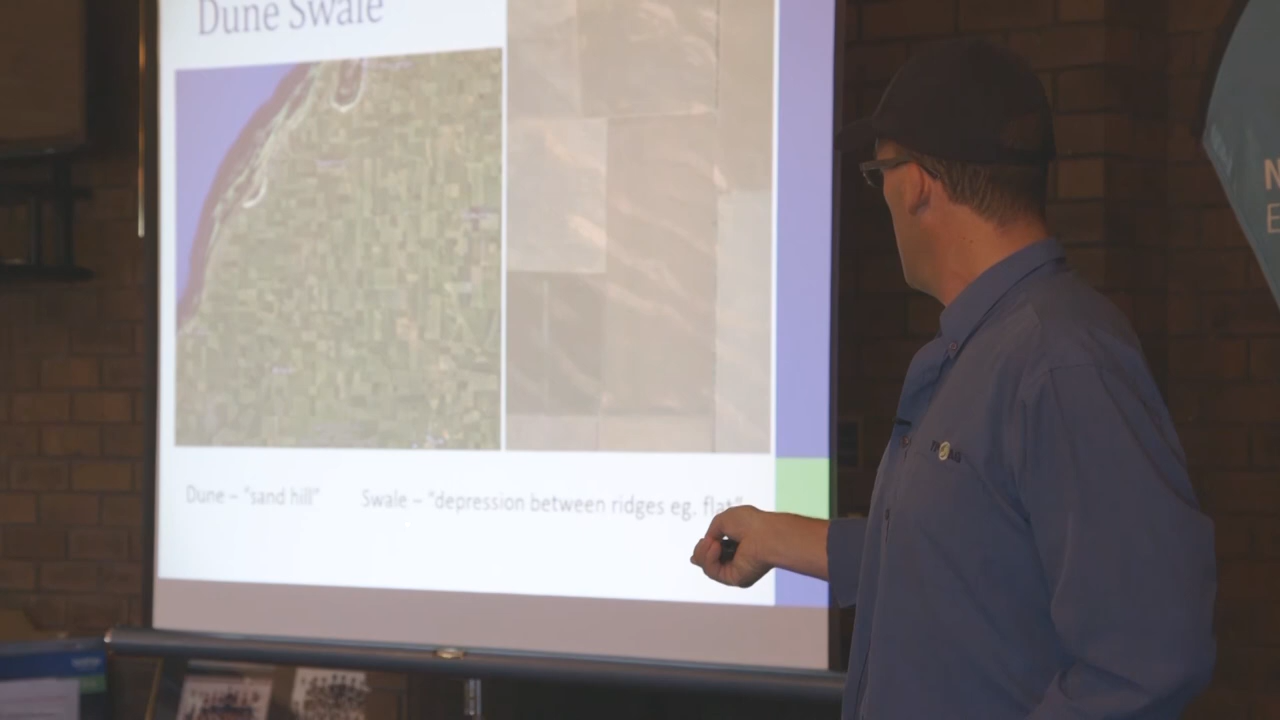 Dune Swale
Dune – "sand hill" Swale – "depression between ridges eg. flat"
N
E